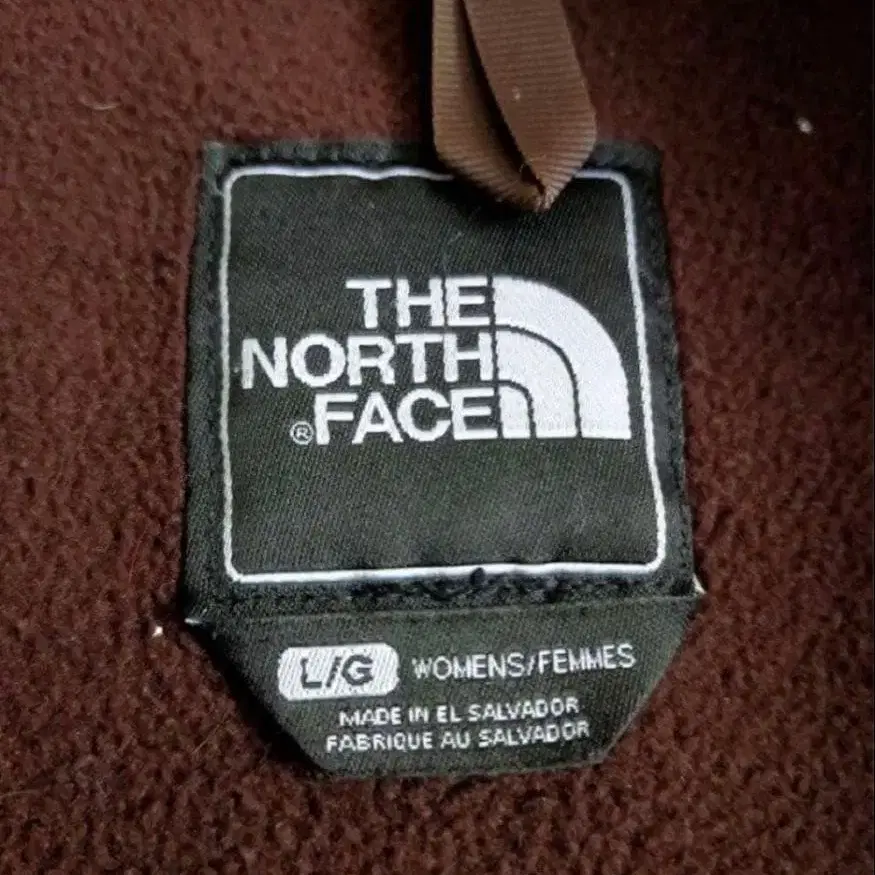 THE
NORTH
®FACE
L/G WOMENS/FEMMES
MADE IN EL SALVADOR
FABRIQUE AU SALVADOR